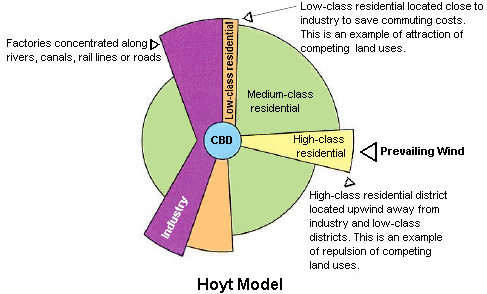 Low-class residential located close to
industry to save commuting costs.
This is an example of attraction of
competing land uses.
Factories concentrated along
rivers, canals, rail lines or roads
Low-class residential
Medium-class
residential
CBD
High-class
residential
Prevailing Wind
Industry
High-class residential district
located upwind away from
industry and low-class
districts. This is an example
of repulsion of competing
land uses.
Hoyt Model